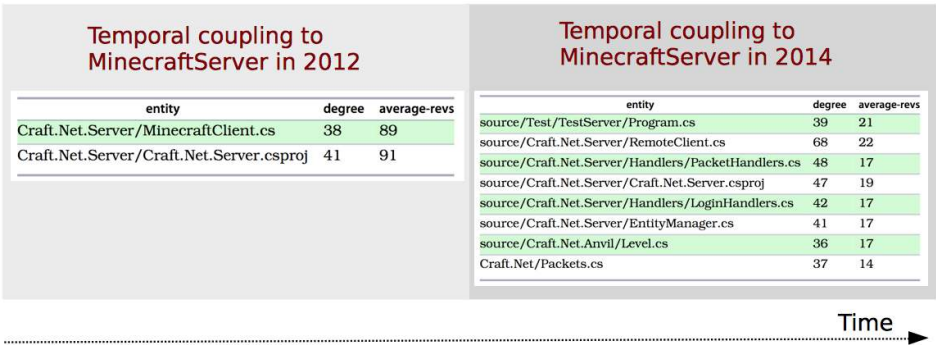 Temporal coupling to
MinecraftServer in 2012
entity degree average-revs
Craft.Net.Server/MinecraftClient.cs 38 89
Craft.Net.Server/Craft.Net.Server.csproj 41 91
Temporal coupling to
MinecraftServer in 2014
entity degree average-revs
source/Test/TestServer/Program.cs 39 21
source/Craft.Net.Server/RemoteClient.cs 68 22
source/Craft.Net.Server/Handlers/PacketHandlers.cs 48 17
source/Craft.Net.Server/Craft.Net.Server.csproj 47 19
source/Craft.Net.Server/Handlers/LoginHandlers.cs 42 17
source/Craft.Net.Server/EntityManager.cs 41 17
source/Craft.Net.Anvil/Level.cs 36 17
Craft.Net/Packets.cs 37 14
Time